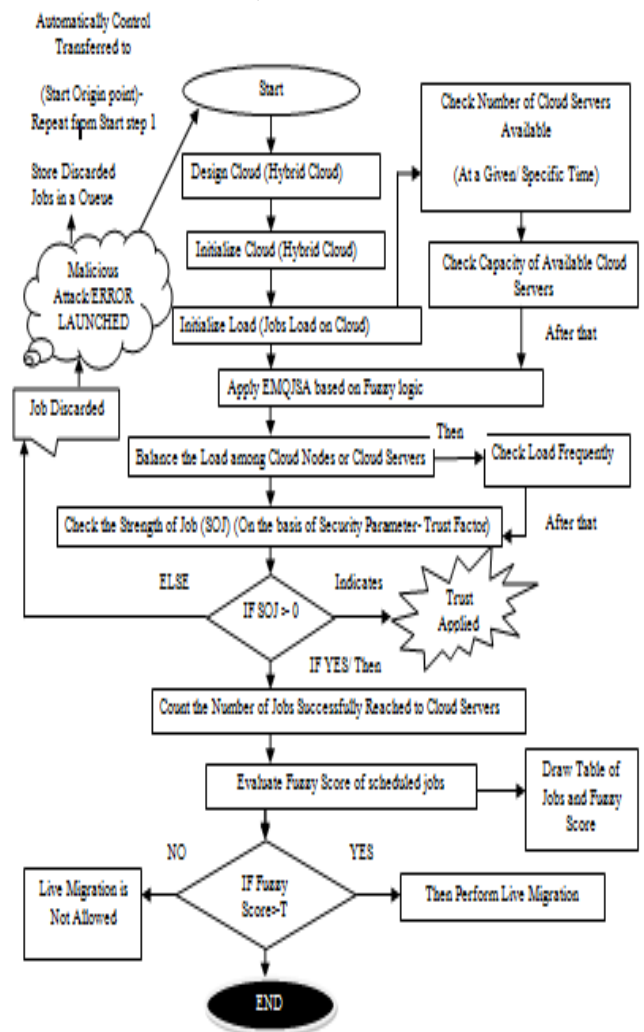 Automatically Control
Transferred to
(Start Origin point)-
Repeat from Start step 1
Store Discarded
Jobs in a Queue
Malicious
Attack/ERROR
LAUNCHED
Job Discarded
Start
Design Cloud (Hybrid Cloud)
Initialize Cloud (Hybrid Cloud)
Initialize Load (Jobs Load on Cloud)
Check Number of Cloud Servers
Available
(At a Given/ Specific Time)
Check Capacity of Available Cloud
Servers
After that
Apply EMQJSA based on Fuzzy logic
Then
Balance the Load among Cloud Nodes or Cloud Servers
Check Load Frequently
Check the Strength of Job (SOJ) (On the basis of Security Parameter- Trust Factor)
After that
ELSE
IF SOJ > 0
Indicates
Trust
Applied
IF YES/ Then
Count the Number of Jobs Successfully Reached to Cloud Servers
Evaluate Fuzzy Score of scheduled jobs
Draw Table of
Jobs and Fuzzy
Score
NO
YES
Live Migration is
Not Allowed
IF Fuzzy
Score>T
Then Perform Live Migration
END